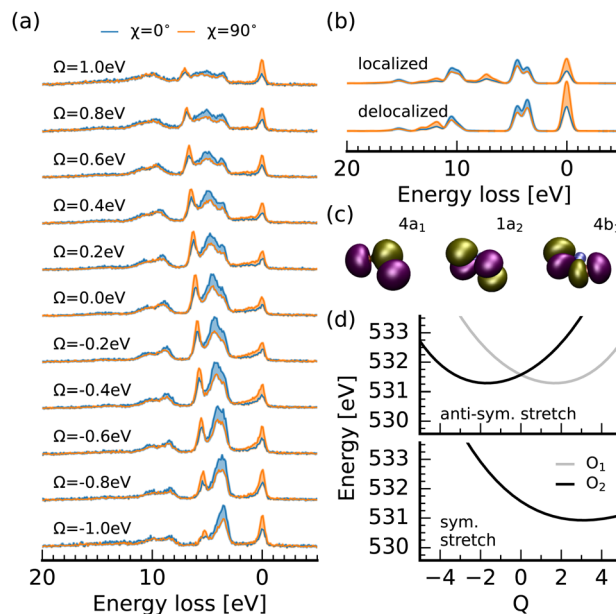 (a)
χ=0° χ=90°
Ω=1.0eV
Ω=0.8eV
Ω=0.6eV
Ω=0.4eV
Ω=0.2eV
Ω=0.0eV
Ω=-0.2eV
Ω=-0.4eV
Ω=-0.6eV
Ω=-0.8eV
Ω=-1.0eV
20 10 0
Energy loss [eV]
(b)
localized
delocalized
20 10 0
Energy loss [eV]
(c)
4a₁ 1a₂
(d)
533
532
531
530
anti-sym. stretch
533
532
531
530
O₁
O₂
sym.
stretch
−4 −2 0 2 4
Q
Energy [eV]